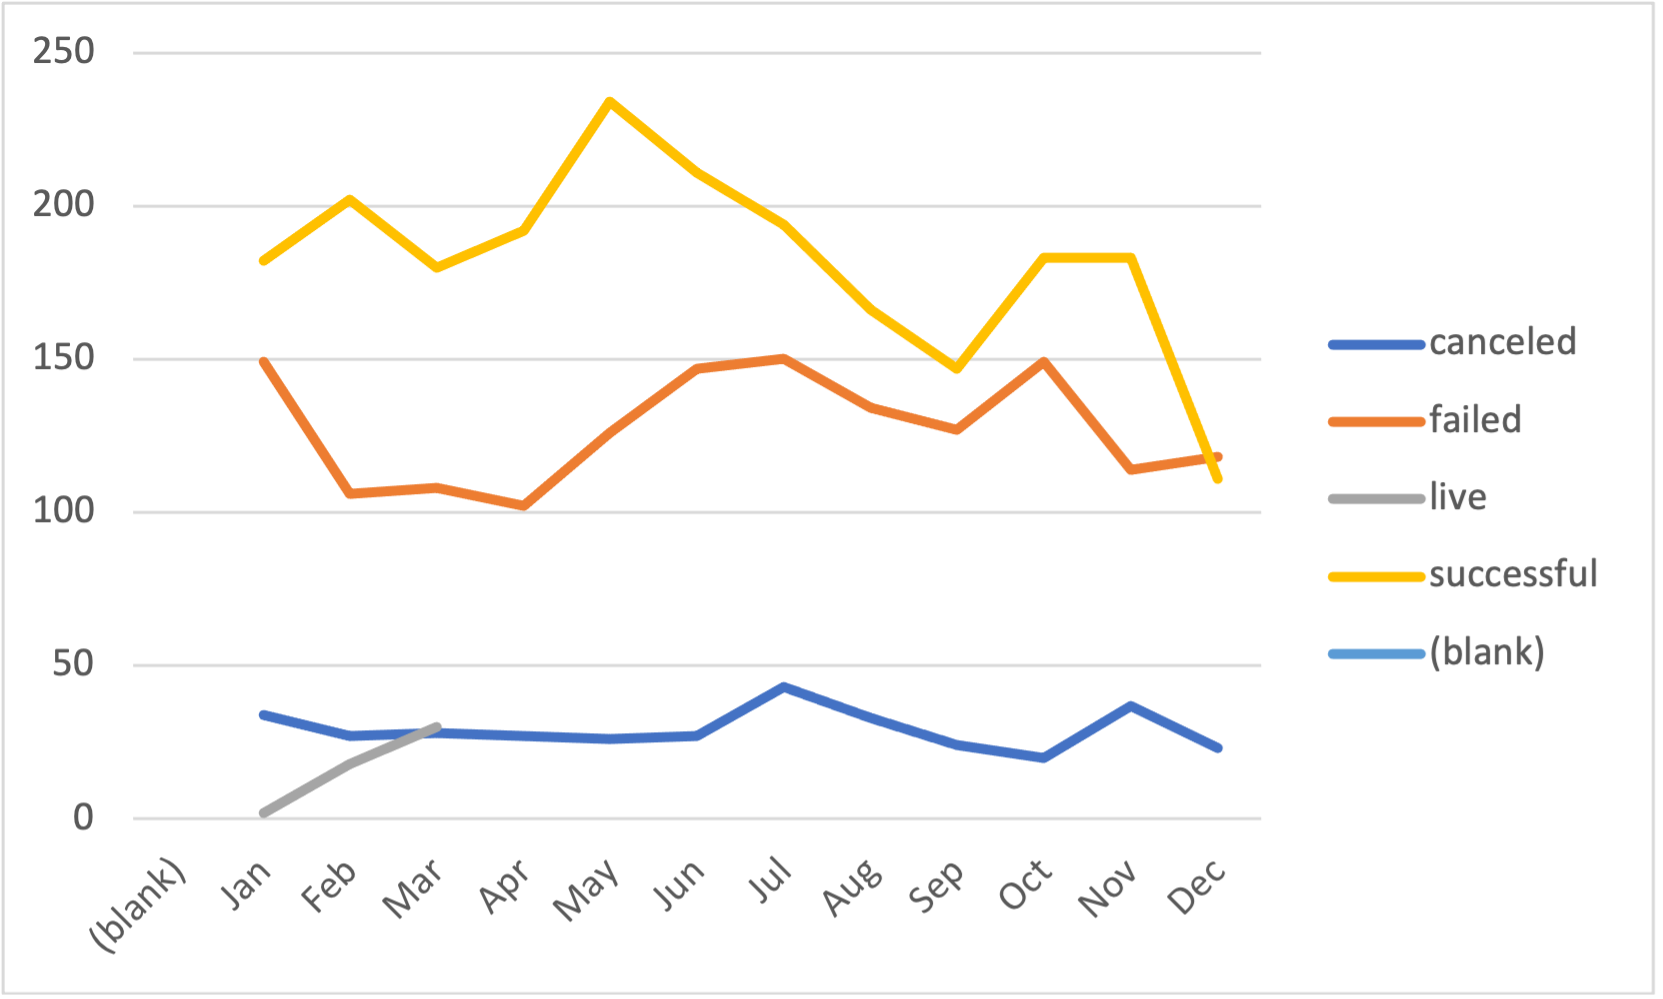 250
200
150
100
50
0
(blank) Jan Feb Mar Apr May Jun Jul Aug Sep Oct Nov Dec
canceled
failed
live
successful
(blank)